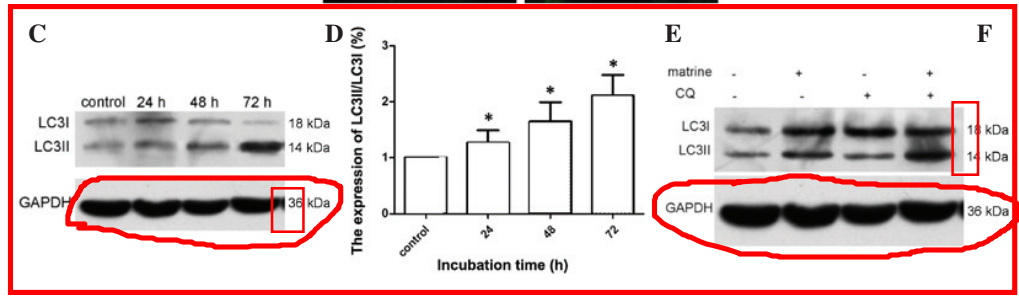 C
control 24 h 48 h 72 h
LC3I 18 kDa
LC3II 14 kDa
GAPDH 36 kDa
D
The expression of LC3II/LC3I (%)
3
2
1
0
* * *
control 24 48 72
Incubation time (h)
E
F
matrine - + - +
CQ - - + +
LC3I 18 kDa
LC3II 14 kDa
GAPDH 36 kDa